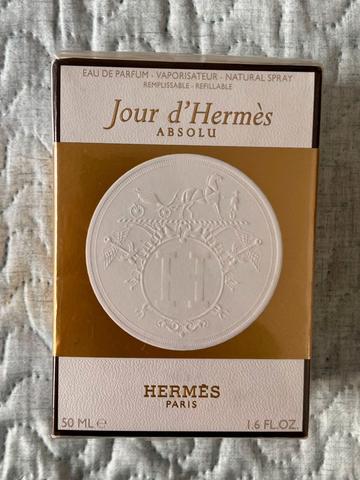 EAU DE PARFUM - VAPORISATEUR - NATURAL SPRAY
REMPLISSABLE - REFILLABLE
Jour d'Hermès
ABSOLU
H H
HERMÈS
PARIS
50 ML ℮ 1.6 FL.OZ.